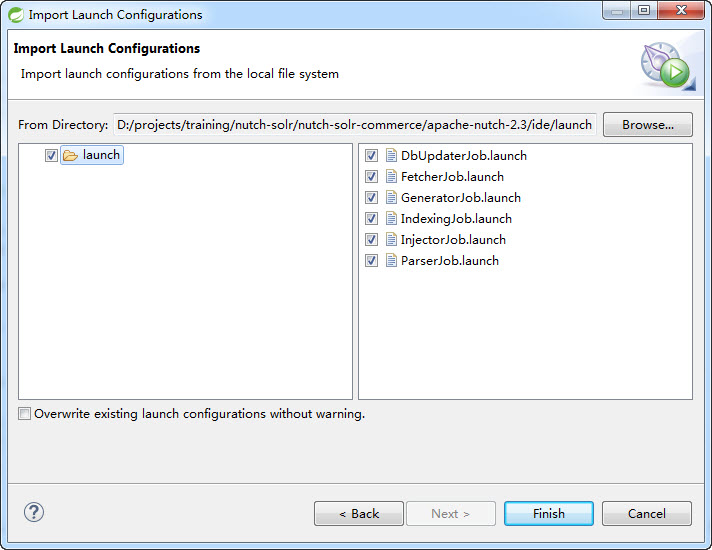 Import Launch Configurations
Import Launch Configurations
Import launch configurations from the local file system
From Directory: D:/projects/training/nutch-solr/nutch-solr-commerce/apache-nutch-2.3/ide/launch Browse...
launch
DbUpdaterJob.launch
FetcherJob.launch
GeneratorJob.launch
IndexingJob.launch
InjectorJob.launch
ParserJob.launch
Overwrite existing launch configurations without warning.
? < Back Next > Finish Cancel